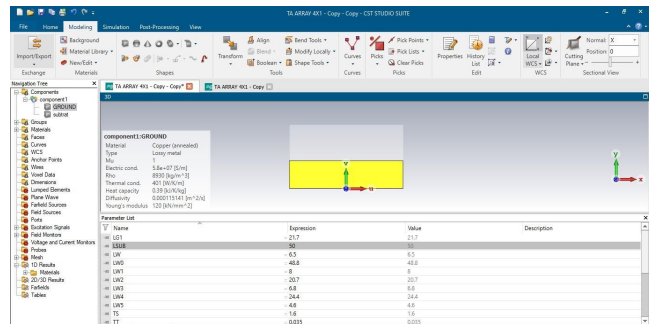 TA ARRAY 4X1 - Copy - Copy - CST STUDIO SUITE
File Home Modeling Simulation Post-Processing View
Import/Export
Background
Material Library
New/Edit
Transform
Align
Bend
Boolean
Bend Tools
Modify Locally
Shape Tools
Curves
Picks
Pick Points
Pick Lists
Clear Picks
Properties
History List
Local WCS
Cutting Plane
Normal: X
Position: 0
Exchange Materials Shapes Tools Curves Picks Edit WCS Sectional View
Navigation Tree
TA ARRAY 4X1 - Copy - Copy*
TA ARRAY 4X1 - Copy
3D
Components
component1
GROUND
subtrat
Groups
Materials
Faces
Curves
WCS
Anchor Points
Wires
Voxel Data
Dimensions
Lumped Elements
Plane Wave
Farfield Sources
Field Sources
Ports
Excitation Signals
Field Monitors
Voltage and Current Monitors
Probes
Mesh
1D Results
Materials
2D/3D Results
Farfields
Tables
component1:GROUND
Material Copper (annealed)
Type Lossy metal
Mu 1
Electric cond. 5.8e+07 [S/m]
Rho 8930 [kg/m^3]
Thermal cond. 401 [W/K/m]
Heat capacity 0.39 [kJ/K/kg]
Diffusivity 0.000115141 [m^2/s]
Young's modulus 120 [kN/mm^2]
v
u
y
x
Parameter List
Name Expression Value Description
LG1 = 21.7 21.7
LSUB = 50 50
LW = 6.5 6.5
LW0 = 48.8 48.8
LW1 = 8 8
LW2 = 20.7 20.7
LW3 = 6.8 6.8
LW4 = 24.4 24.4
LW5 = 4.6 4.6
TS = 1.6 1.6
TT = 0.035 0.035